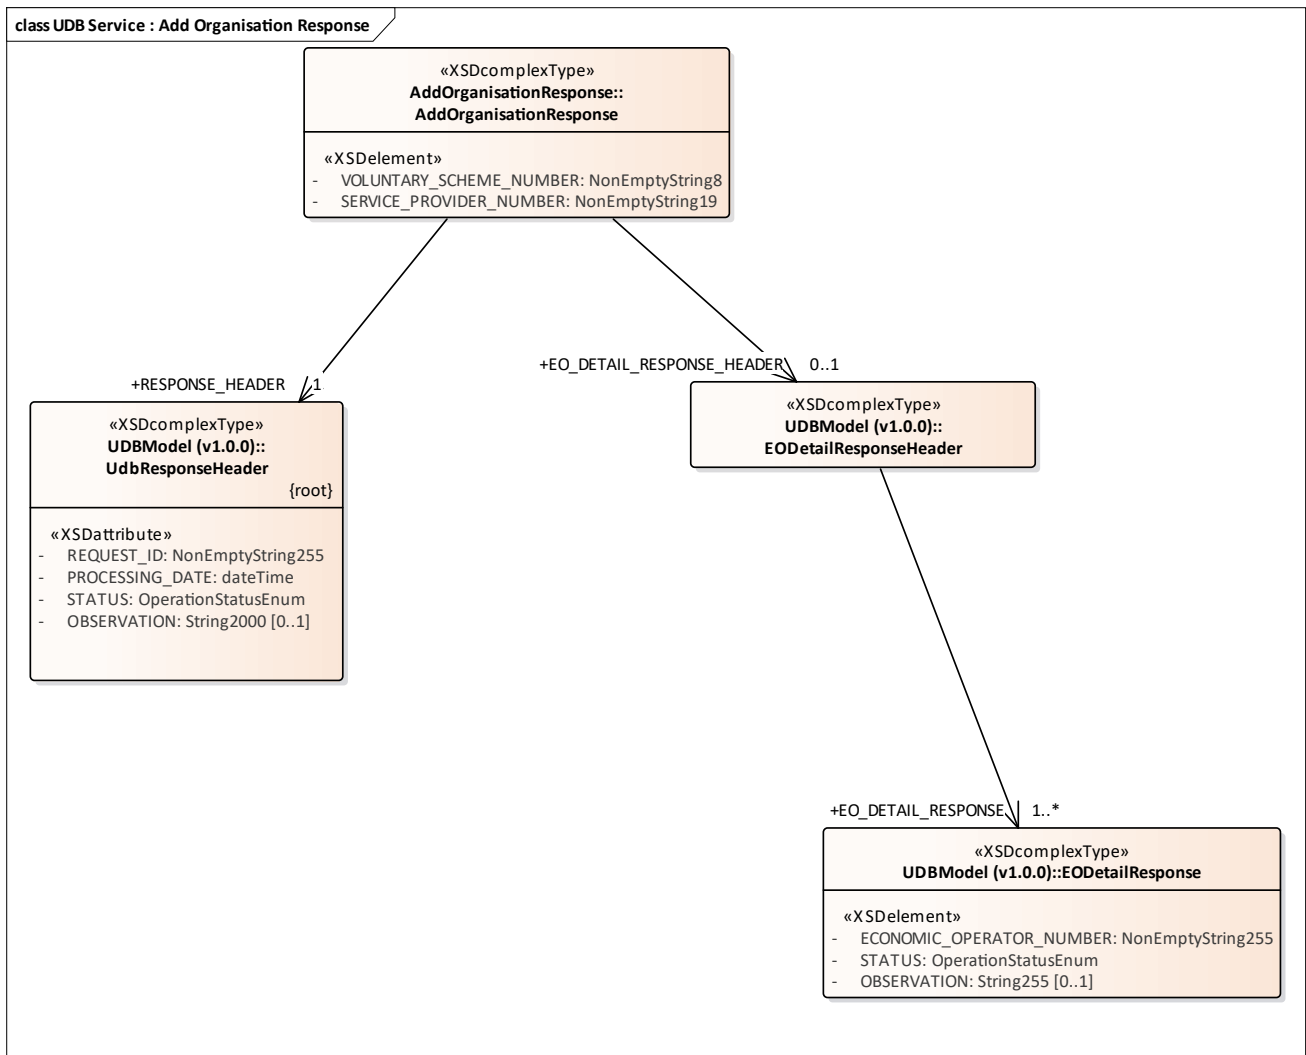 class UDB Service : Add Organisation Response
«XSDcomplexType»
AddOrganisationResponse::
AddOrganisationResponse
«XSDelement»
- VOLUNTARY_SCHEME_NUMBER: NonEmptyString8
- SERVICE_PROVIDER_NUMBER: NonEmptyString19
+EO_DETAIL_RESPONSE_HEADER 0..1
+RESPONSE_HEADER 1
«XSDcomplexType»
UDBModel (v1.0.0)::
EODetailResponseHeader
«XSDcomplexType»
UDBModel (v1.0.0)::
UdbResponseHeader
{root}
«XSDattribute»
- REQUEST_ID: NonEmptyString255
- PROCESSING_DATE: dateTime
- STATUS: OperationStatusEnum
- OBSERVATION: String2000 [0..1]
+EO_DETAIL_RESPONSE 1..*
«XSDcomplexType»
UDBModel (v1.0.0)::EODetailResponse
«XSDelement»
- ECONOMIC_OPERATOR_NUMBER: NonEmptyString255
- STATUS: OperationStatusEnum
- OBSERVATION: String255 [0..1]